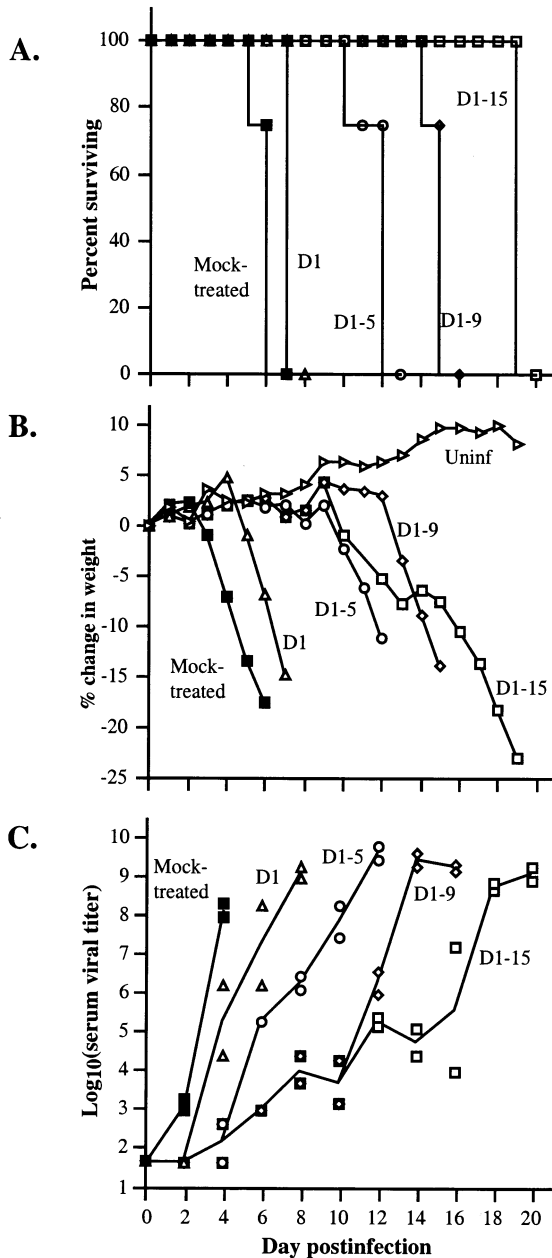 A.
100
80
60
40
20
0
Percent surviving
Mock-
treated
D1
D1-5
D1-9
D1-15
B.
10
5
0
-5
-10
-15
-20
-25
% change in weight
Uninf
D1-9
D1-5
D1
Mock-
treated
D1-15
C.
10
9
8
7
6
5
4
3
2
1
Log10(serum viral titer)
Mock-
treated
D1
D1-5
D1-9
D1-15
0 2 4 6 8 10 12 14 16 18 20
Day postinfection